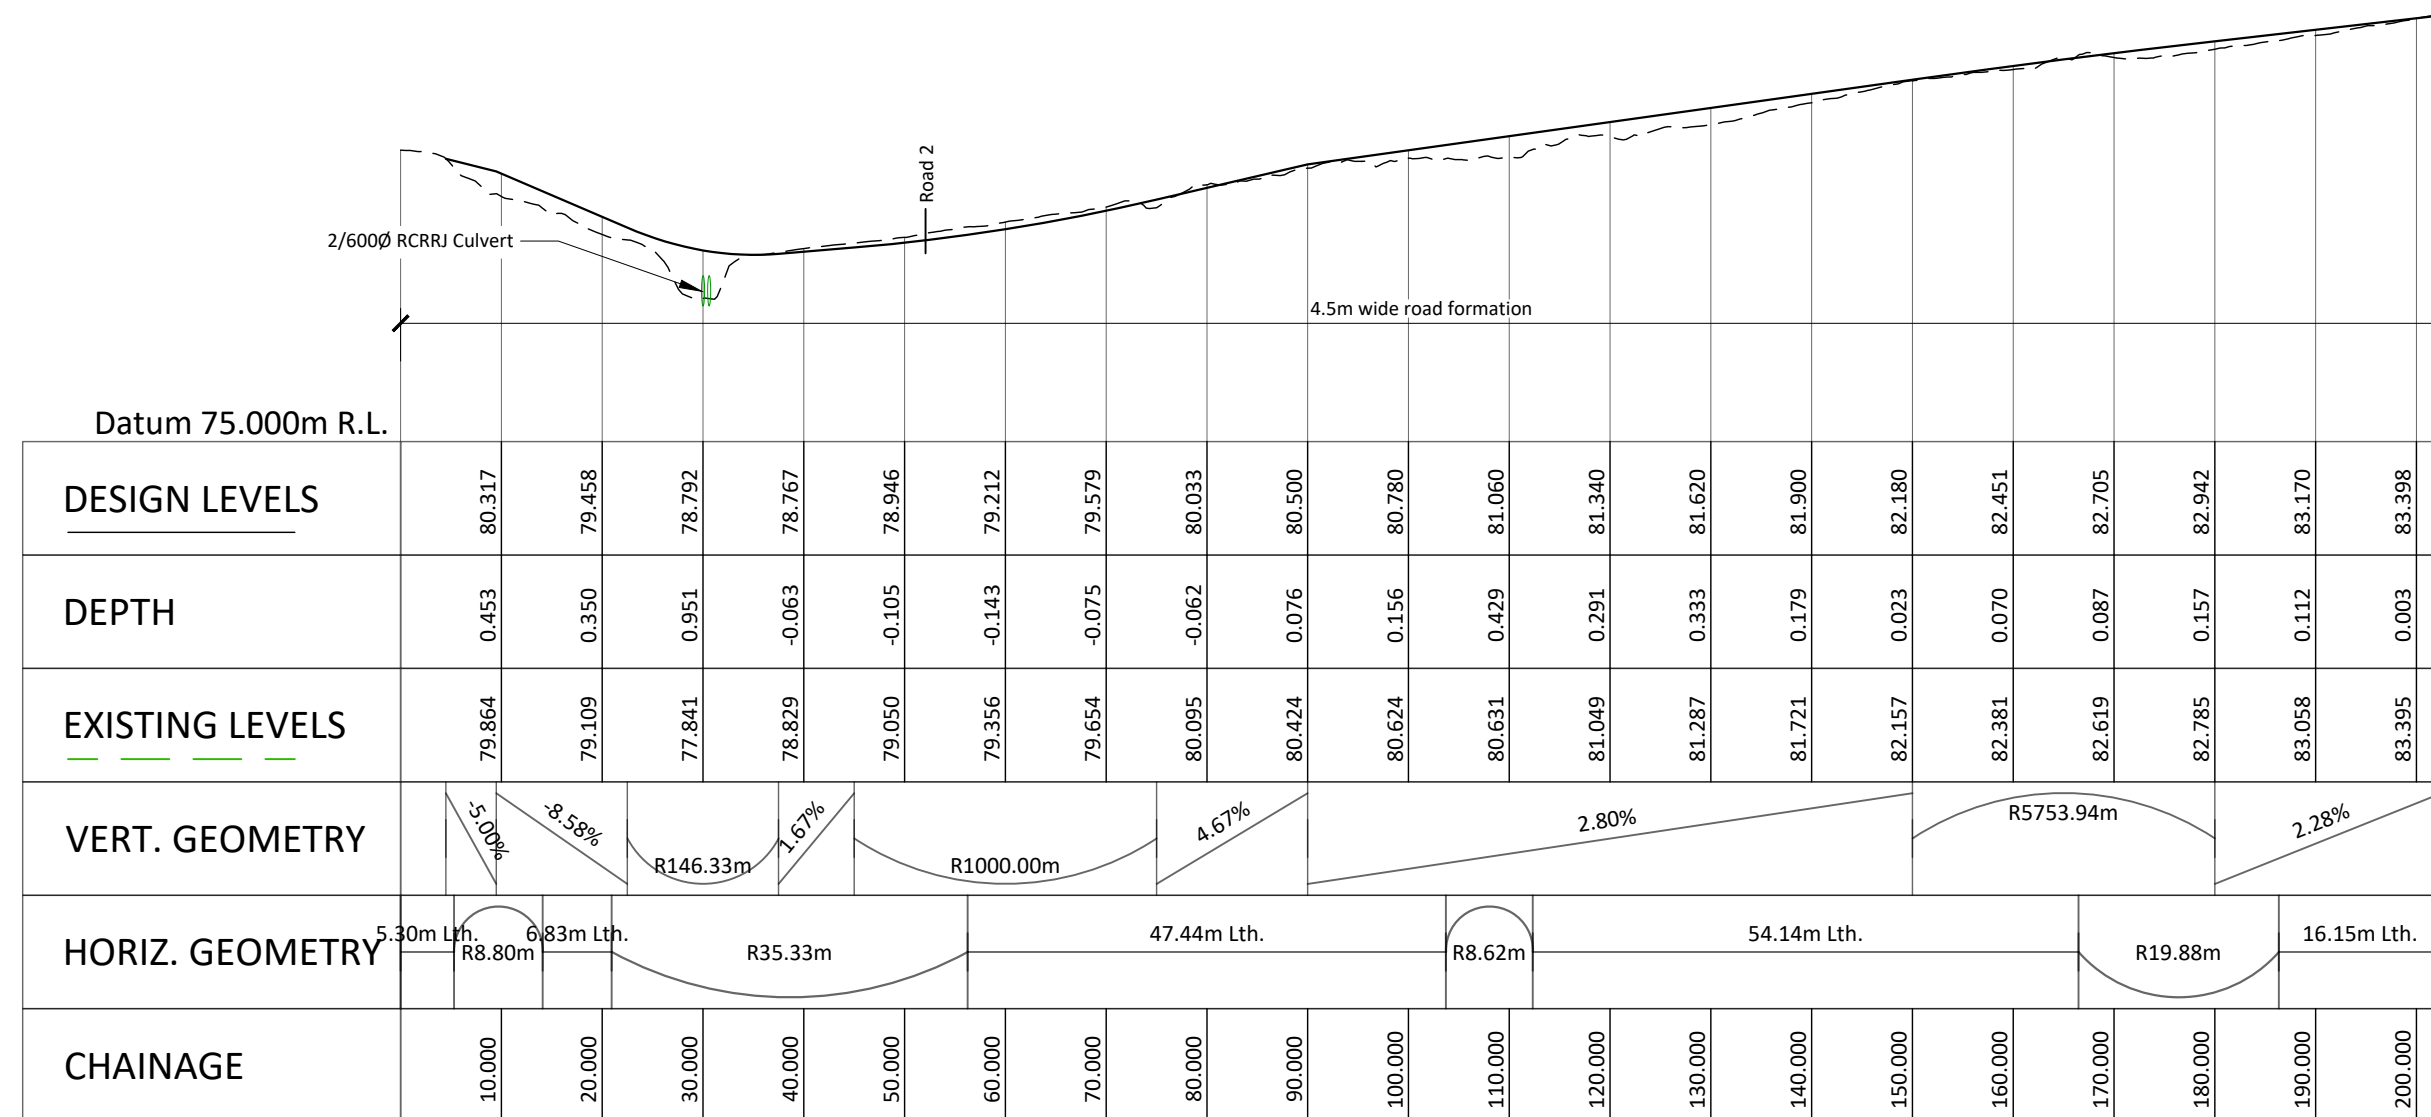 Road 2
2/600Ø RCRRJ Culvert
4.5m wide road formation
Datum 75.000m R.L.
DESIGN LEVELS 80.317 79.458 78.792 78.767 78.946 79.212 79.579 80.033 80.500 80.780 81.060 81.340 81.620 81.900 82.180 82.451 82.705 82.942 83.170 83.398
DEPTH 0.453 0.350 0.951 -0.063 -0.105 -0.143 -0.075 -0.062 0.076 0.156 0.429 0.291 0.333 0.179 0.023 0.070 0.087 0.157 0.112 0.003
EXISTING LEVELS 79.864 79.109 77.841 78.829 79.050 79.356 79.654 80.095 80.424 80.624 80.631 81.049 81.287 81.721 82.157 82.381 82.619 82.785 83.058 83.395
VERT. GEOMETRY -5.00% -8.58% R146.33m 1.67% R1000.00m 4.67% 2.80% R5753.94m 2.28%
HORIZ. GEOMETRY 5.30m Lth. R8.80m 6.83m Lth. R35.33m 47.44m Lth. R8.62m 54.14m Lth. R19.88m 16.15m Lth.
CHAINAGE 10.000 20.000 30.000 40.000 50.000 60.000 70.000 80.000 90.000 100.000 110.000 120.000 130.000 140.000 150.000 160.000 170.000 180.000 190.000 200.000